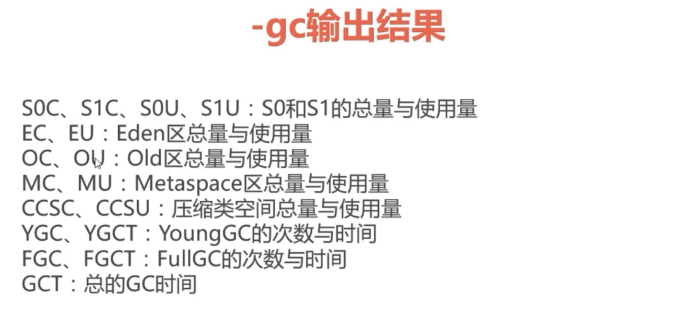 -gc输出结果
S0C、S1C、S0U、S1U：S0和S1的总量与使用量
EC、EU：Eden区总量与使用量
OC、OU：Old区总量与使用量
MC、MU：Metaspace区总量与使用量
CCSC、CCSU：压缩类空间总量与使用量
YGC、YGCT：YoungGC的次数与时间
FGC、FGCT：FullGC的次数与时间
GCT：总的GC时间